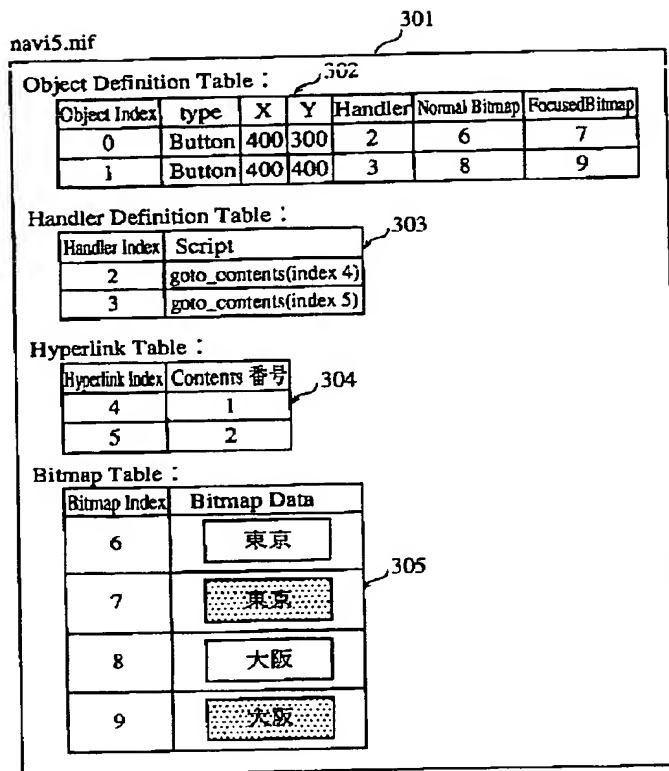 navi5.nif
301
Object Definition Table :
302
Object Index type X Y Handler Normal Bitmap FocusedBitmap
0 Button 400 300 2 6 7
1 Button 400 400 3 8 9
Handler Definition Table :
303
Handler Index Script
2 goto_contents(index 4)
3 goto_contents(index 5)
Hyperlink Table :
Hyperlink Index Contents 番号
304
4 1
5 2
Bitmap Table :
Bitmap Index Bitmap Data
6 東京
305
7 東京
8 大阪
9 大阪